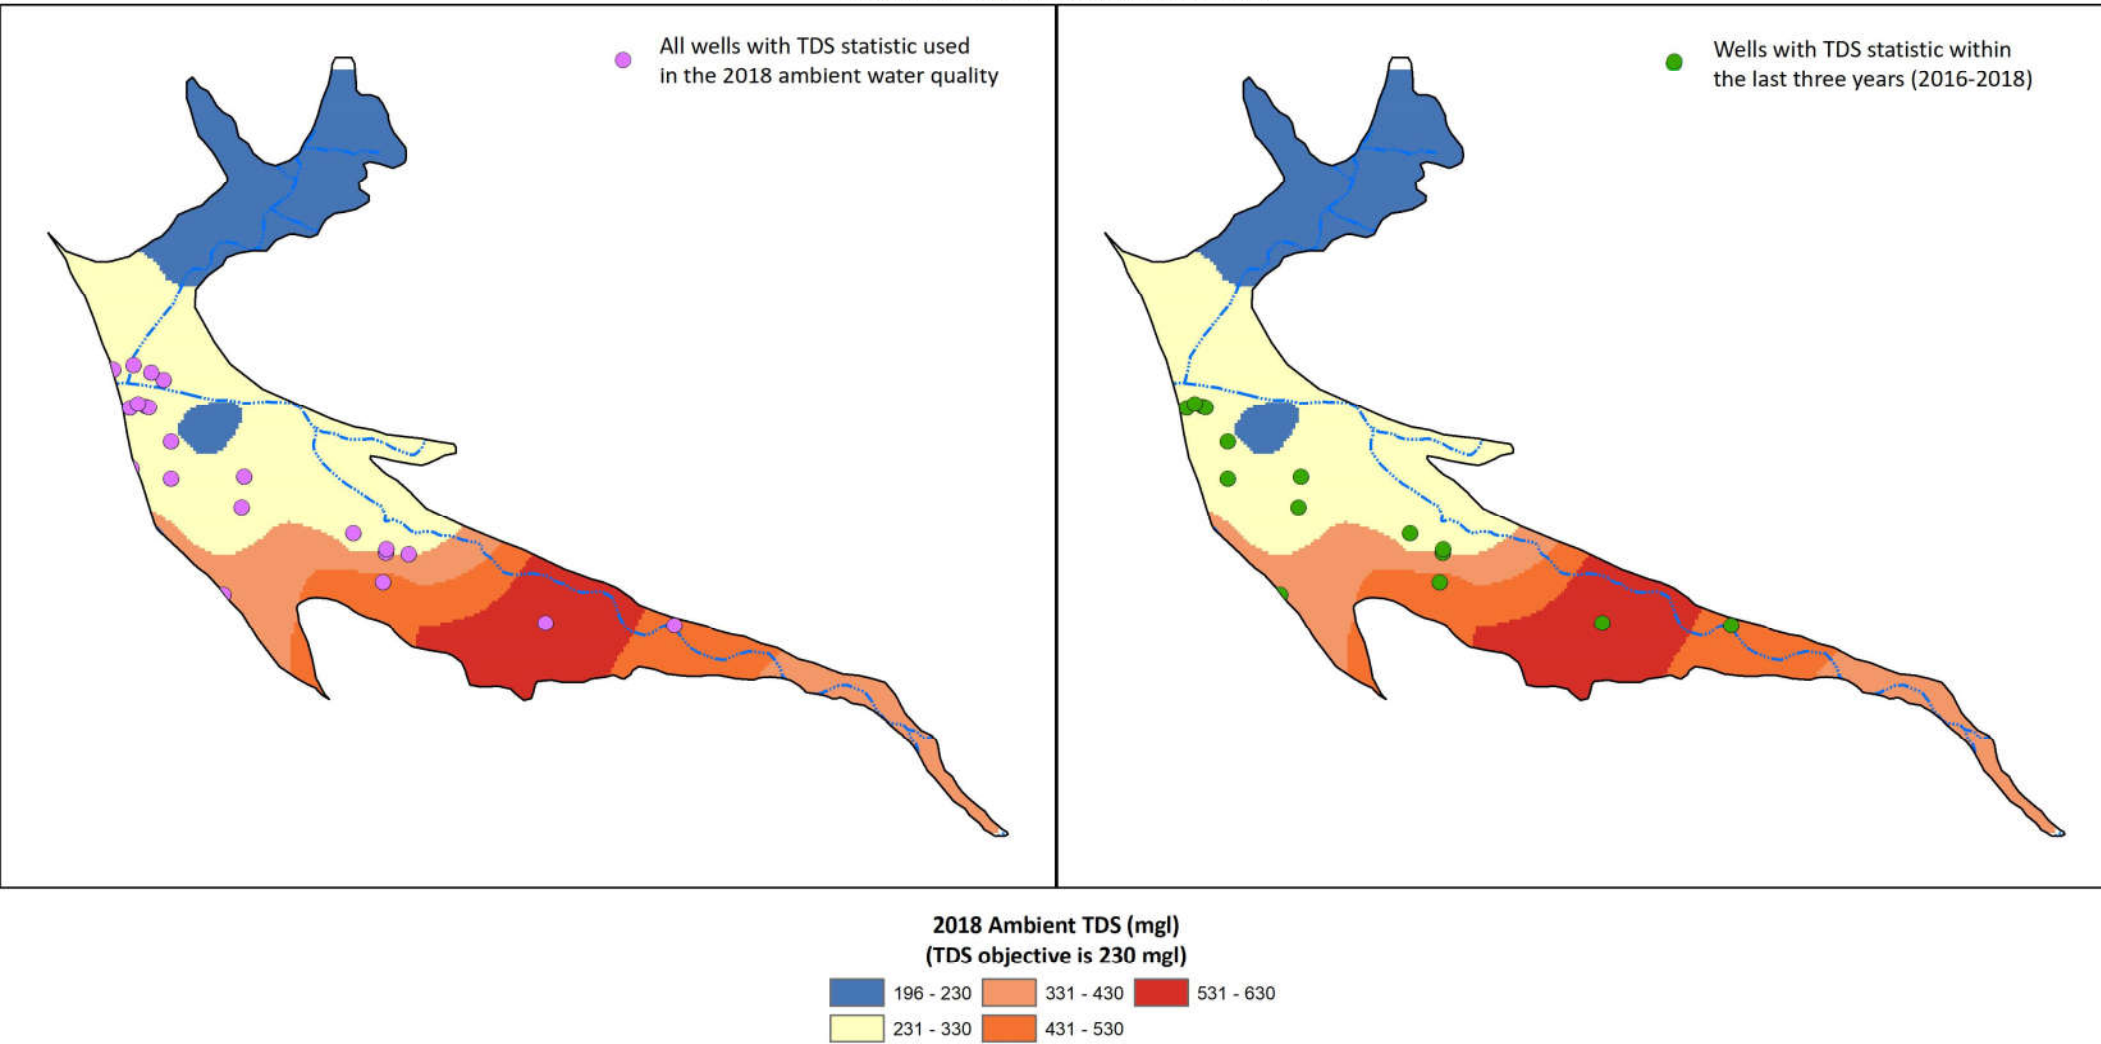 All wells with TDS statistic used
in the 2018 ambient water quality
Wells with TDS statistic within
the last three years (2016-2018)
2018 Ambient TDS (mgl)
(TDS objective is 230 mgl)
196 - 230
331 - 430
531 - 630
231 - 330
431 - 530